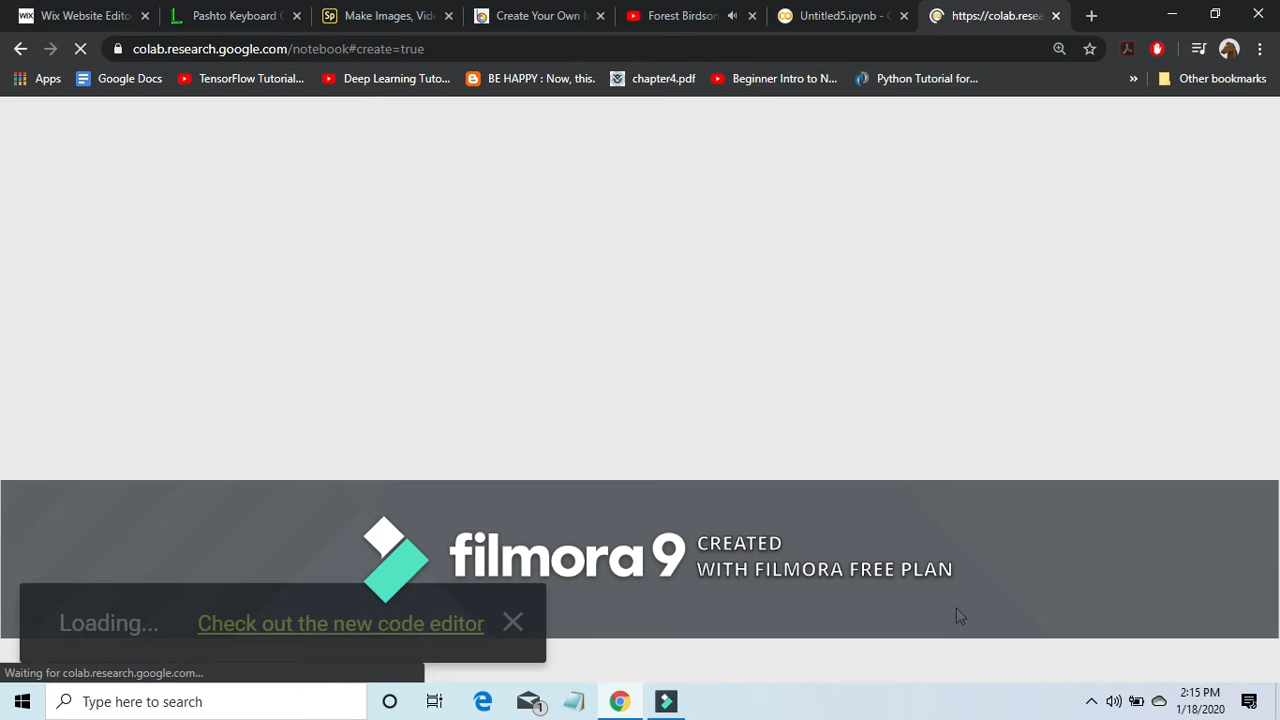 Wix Website Edito
Pashto Keyboard
Make Images, Vid
Create Your Own
Forest Birdson
Untitled5.ipynb - C
https://colab.resea
colab.research.google.com/notebook#create=true
Apps
Google Docs
TensorFlow Tutorial...
Deep Learning Tuto...
BE HAPPY : Now, this.
chapter4.pdf
Beginner Intro to N...
Python Tutorial for...
»
Other bookmarks
filmora 9
CREATED
WITH FILMORA FREE PLAN
Loading...
Check out the new code editor
Waiting for colab.research.google.com...
Type here to search
2:15 PM
1/18/2020